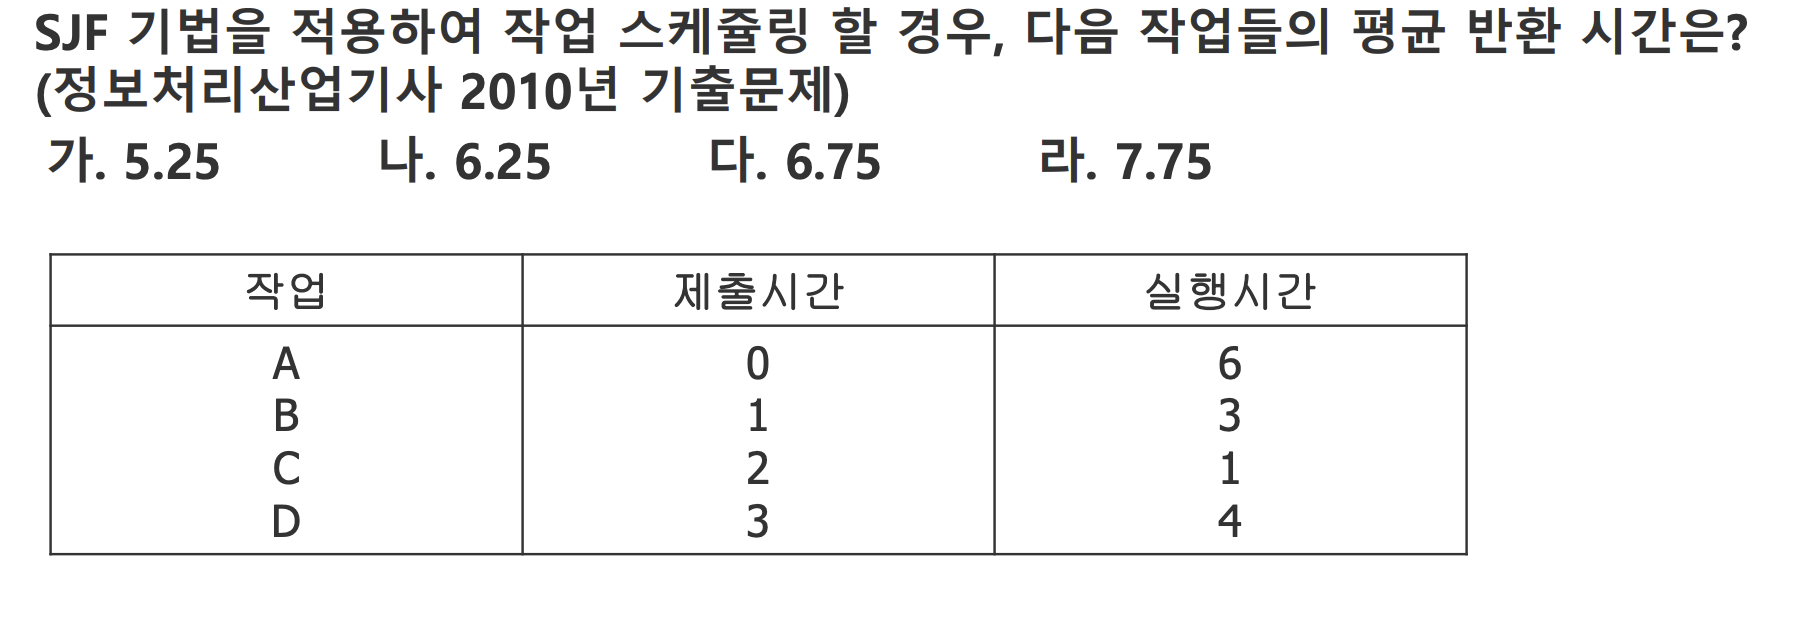 SJF 기법을 적용하여 작업 스케쥴링 할 경우, 다음 작업들의 평균 반환 시간은?
(정보처리산업기사 2010년 기출문제)
가. 5.25 나. 6.25 다. 6.75 라. 7.75
작업 제출시간 실행시간
A 0 6
B 1 3
C 2 1
D 3 4